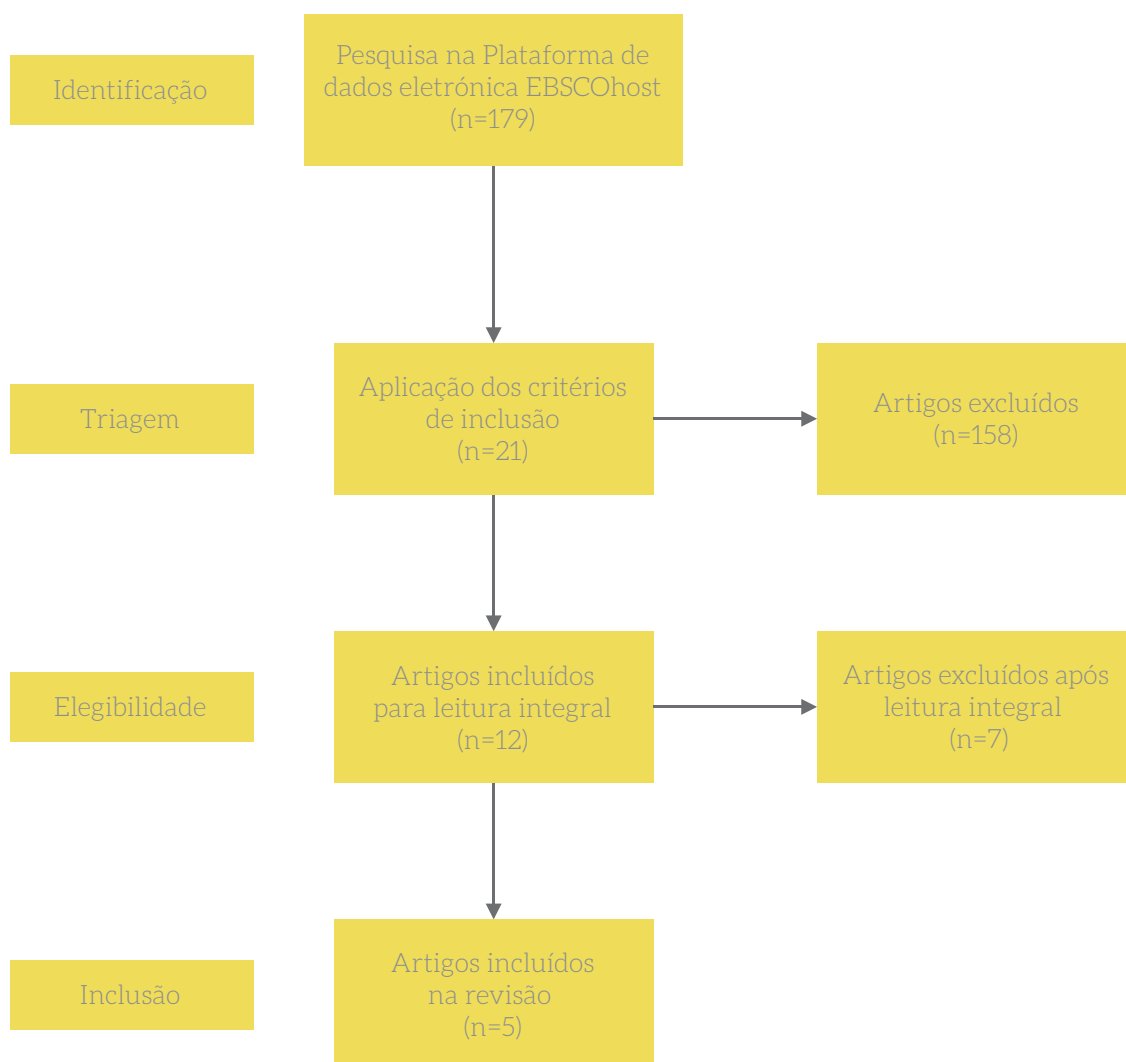 Identificação
Pesquisa na Plataforma de
dados eletrónica EBSCOhost
(n=179)
Triagem
Aplicação dos critérios
de inclusão
(n=21)
Artigos excluídos
(n=158)
Elegibilidade
Artigos incluídos
para leitura integral
(n=12)
Artigos excluídos após
leitura integral
(n=7)
Inclusão
Artigos incluídos
na revisão
(n=5)